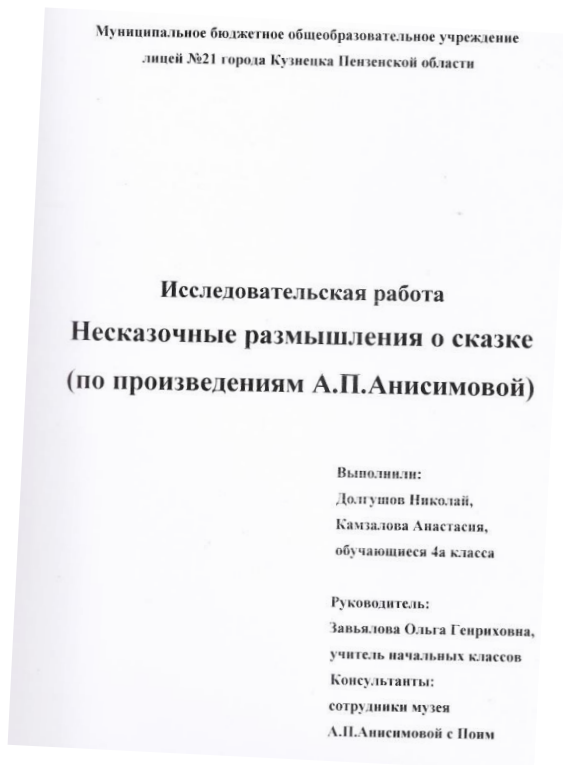 Муниципальное бюджетное общеобразовательное учреждение
лицей №21 города Кузнецка Пензенской области
Исследовательская работа
Несказочные размышления о сказке
(по произведениям А.П.Анисимовой)
Выполнили:
Долгушов Николай,
Камзалова Анастасия,
обучающиеся 4а класса
Руководитель:
Завьялова Ольга Генриховна,
учитель начальных классов
Консультанты:
сотрудники музея
А.П.Анисимовой с Поим